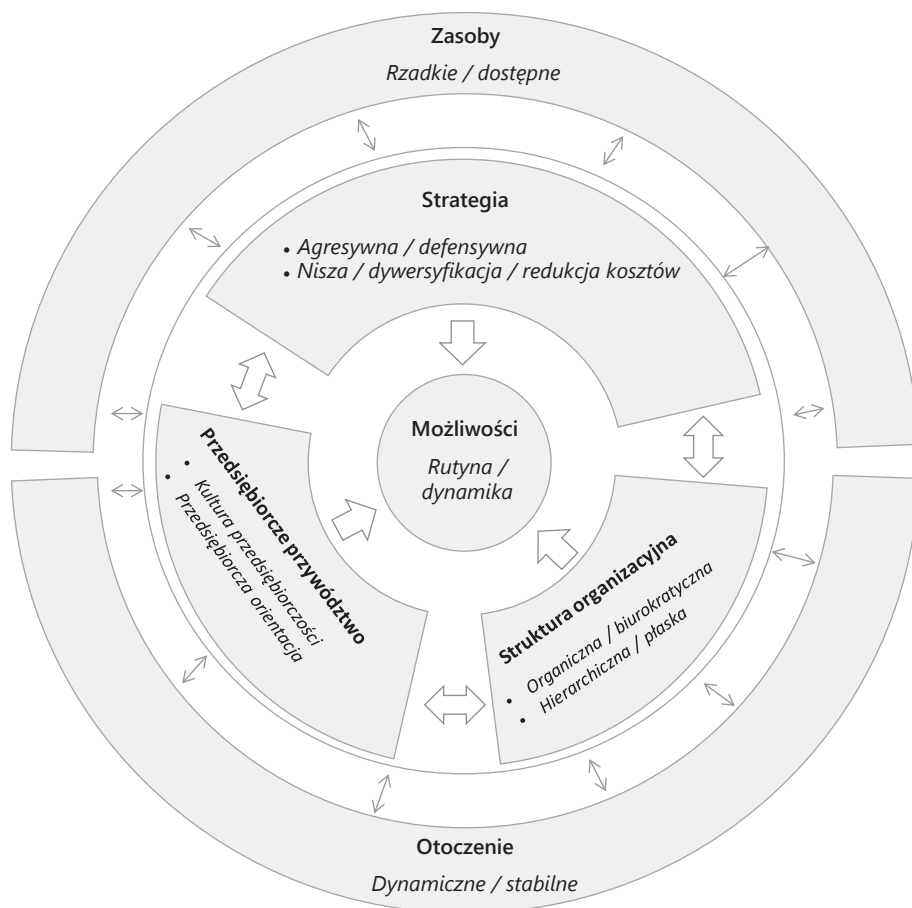 Zasoby
Rzadkie / dostępne
Strategia
• Agresywna / defensywna
• Nisza / dywersyfikacja / redukcja kosztów
Możliwości
Rutyna /
dynamika
Przedsiębiorcze przywództwo
• Kultura przedsiębiorczości
• Przedsiębiorcza orientacja
Struktura organizacyjna
• Organiczna / biurokratyczna
• Hierarchiczna / płaska
Otoczenie
Dynamiczne / stabilne